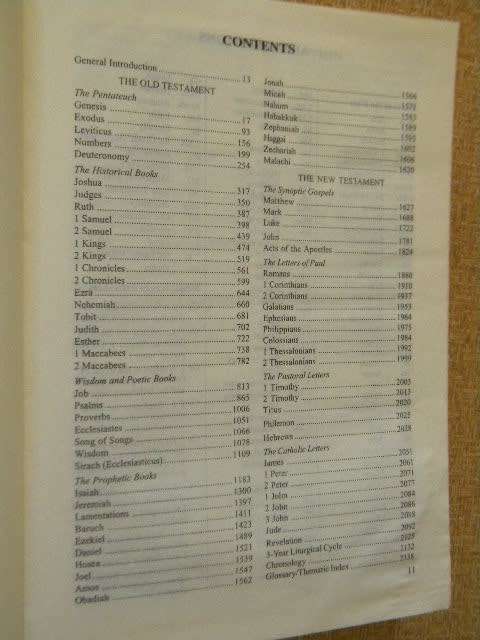 CONTENTS
General Introduction 13
THE OLD TESTAMENT
The Pentateuch
Genesis 17
Exodus 93
Leviticus 156
Numbers 199
Deuteronomy 254
The Historical Books
Joshua 317
Judges 350
Ruth 387
1 Samuel 398
2 Samuel 439
1 Kings 474
2 Kings 519
1 Chronicles 561
2 Chronicles 599
Ezra 644
Nehemiah 660
Tobit 681
Judith 702
Esther 722
1 Maccabees 738
2 Maccabees 782
Wisdom and Poetic Books
Job 813
Psalms 865
Proverbs 1006
Ecclesiastes 1051
Song of Songs 1066
Wisdom 1078
Sirach (Ecclesiasticus) 1109
The Prophetic Books
Isaiah 1183
Jeremiah 1300
Lamentations 1397
Baruch 1411
Ezekiel 1423
Daniel 1489
Hosea 1521
Joel 1539
Amos 1547
Obadiah 1562
Jonah 1566
Micah 1571
Nahum 1583
Habakkuk 1589
Zephaniah 1595
Haggai 1602
Zechariah 1606
Malachi 1620
THE NEW TESTAMENT
The Synoptic Gospels
Matthew 1627
Mark 1688
Luke 1722
John 1781
Acts of the Apostles 1824
The Letters of Paul
Romans 1880
1 Corinthians 1910
2 Corinthians 1937
Galatians 1953
Ephesians 1964
Philippians 1975
Colossians 1984
1 Thessalonians 1992
2 Thessalonians 1999
The Pastoral Letters
1 Timothy 2003
2 Timothy 2013
Titus 2020
Philemon 2025
Hebrews 2028
The Catholic Letters
James 2051
1 Peter 2061
2 Peter 2071
1 John 2077
2 John 2084
3 John 2086
Jude 2088
Revelation 2092
3-Year Liturgical Cycle 2125
Chronology 2132
Glossary/Thematic Index 2138
11